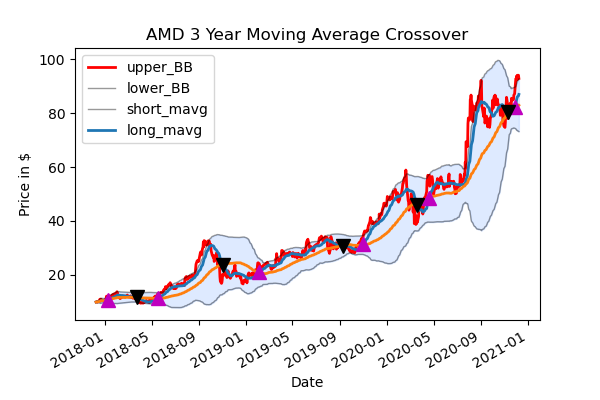 AMD 3 Year Moving Average Crossover
upper_BB
lower_BB
short_mavg
long_mavg
100
80
60
40
20
Price in $
2018-01
2018-05
2018-09
2019-01
2019-05
2019-09
2020-01
2020-05
2020-09
2021-01
Date